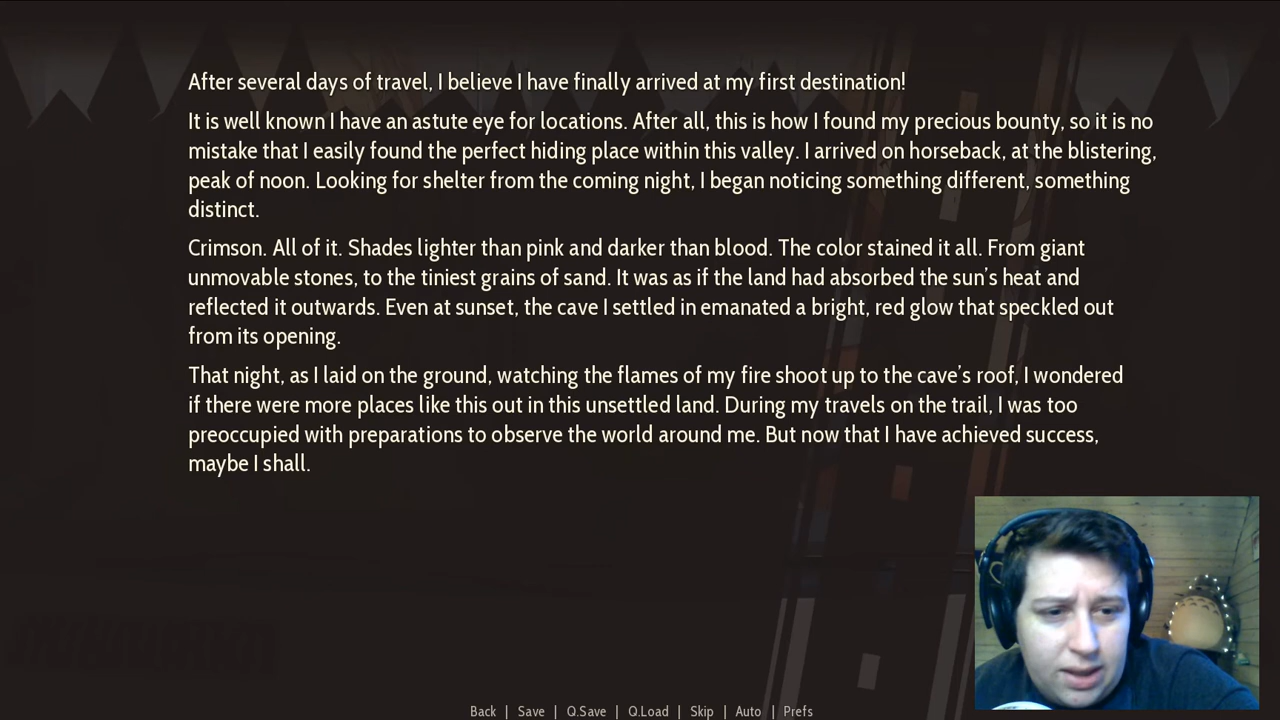 After several days of travel, I believe I have finally arrived at my first destination!
It is well known I have an astute eye for locations. After all, this is how I found my precious bounty, so it is no
mistake that I easily found the perfect hiding place within this valley. I arrived on horseback, at the blistering,
peak of noon. Looking for shelter from the coming night, I began noticing something different, something
distinct.
Crimson. All of it. Shades lighter than pink and darker than blood. The color stained it all. From giant
unmovable stones, to the tiniest grains of sand. It was as if the land had absorbed the sun’s heat and
reflected it outwards. Even at sunset, the cave I settled in emanated a bright, red glow that speckled out
from its opening.
That night, as I laid on the ground, watching the flames of my fire shoot up to the cave’s roof, I wondered
if there were more places like this out in this unsettled land. During my travels on the trail, I was too
preoccupied with preparations to observe the world around me. But now that I have achieved success,
maybe I shall.
Back | Save | Q.Save | Q.Load | Skip | Auto | Prefs